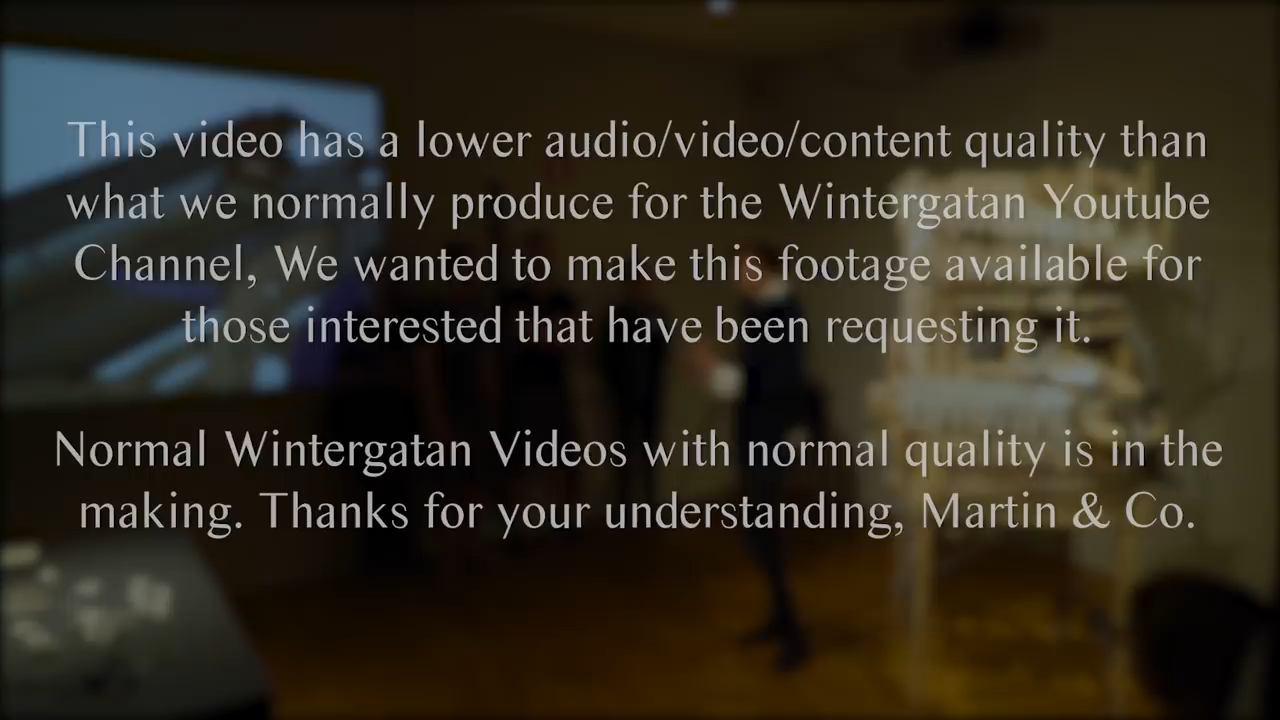 This video has a lower audio/video/content quality than
what we normally produce for the Wintergatan Youtube
Channel, We wanted to make this footage available for
those interested that have been requesting it.
Normal Wintergatan Videos with normal quality is in the
making. Thanks for your understanding, Martin & Co.